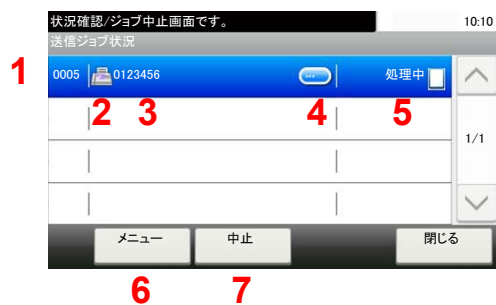 状況確認/ジョブ中止画面です。 10:10
送信ジョブ状況
1 0005 0123456 ... 処理中
2 3 4 5
1/1
メニュー 中止 閉じる
6 7